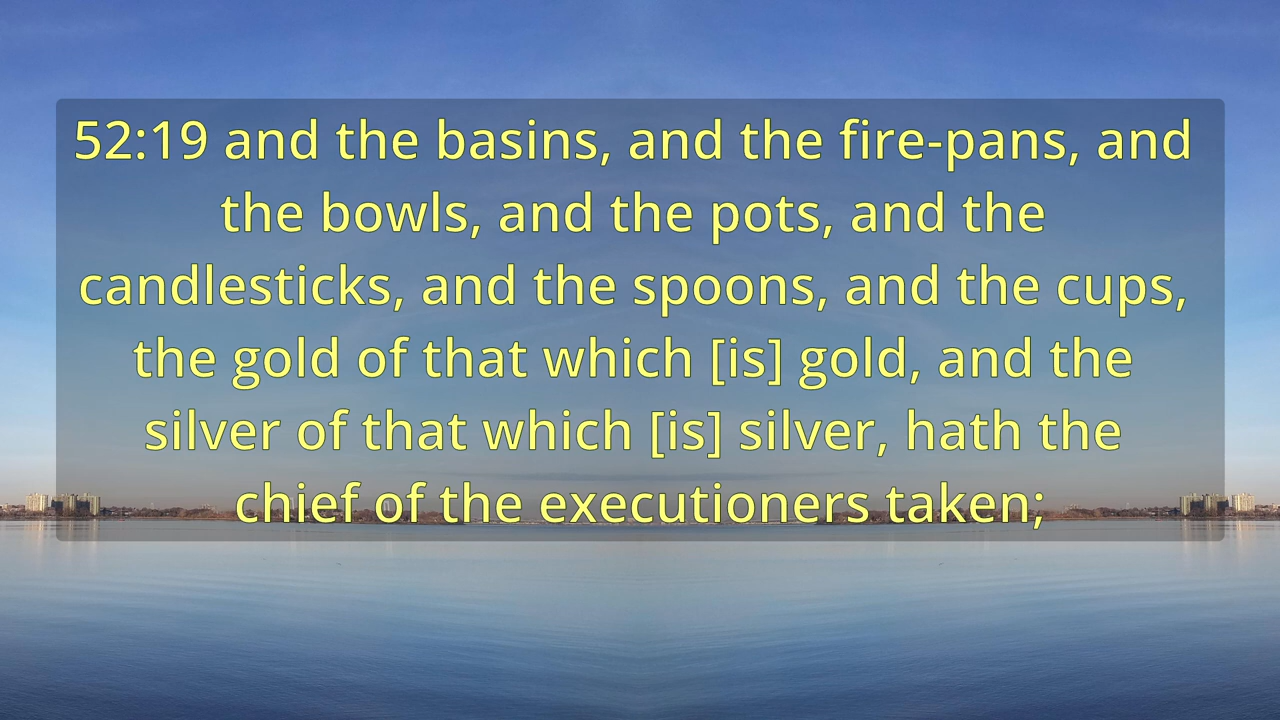 52:19 and the basins, and the fire-pans, and
the bowls, and the pots, and the
candlesticks, and the spoons, and the cups,
the gold of that which [is] gold, and the
silver of that which [is] silver, hath the
chief of the executioners taken;